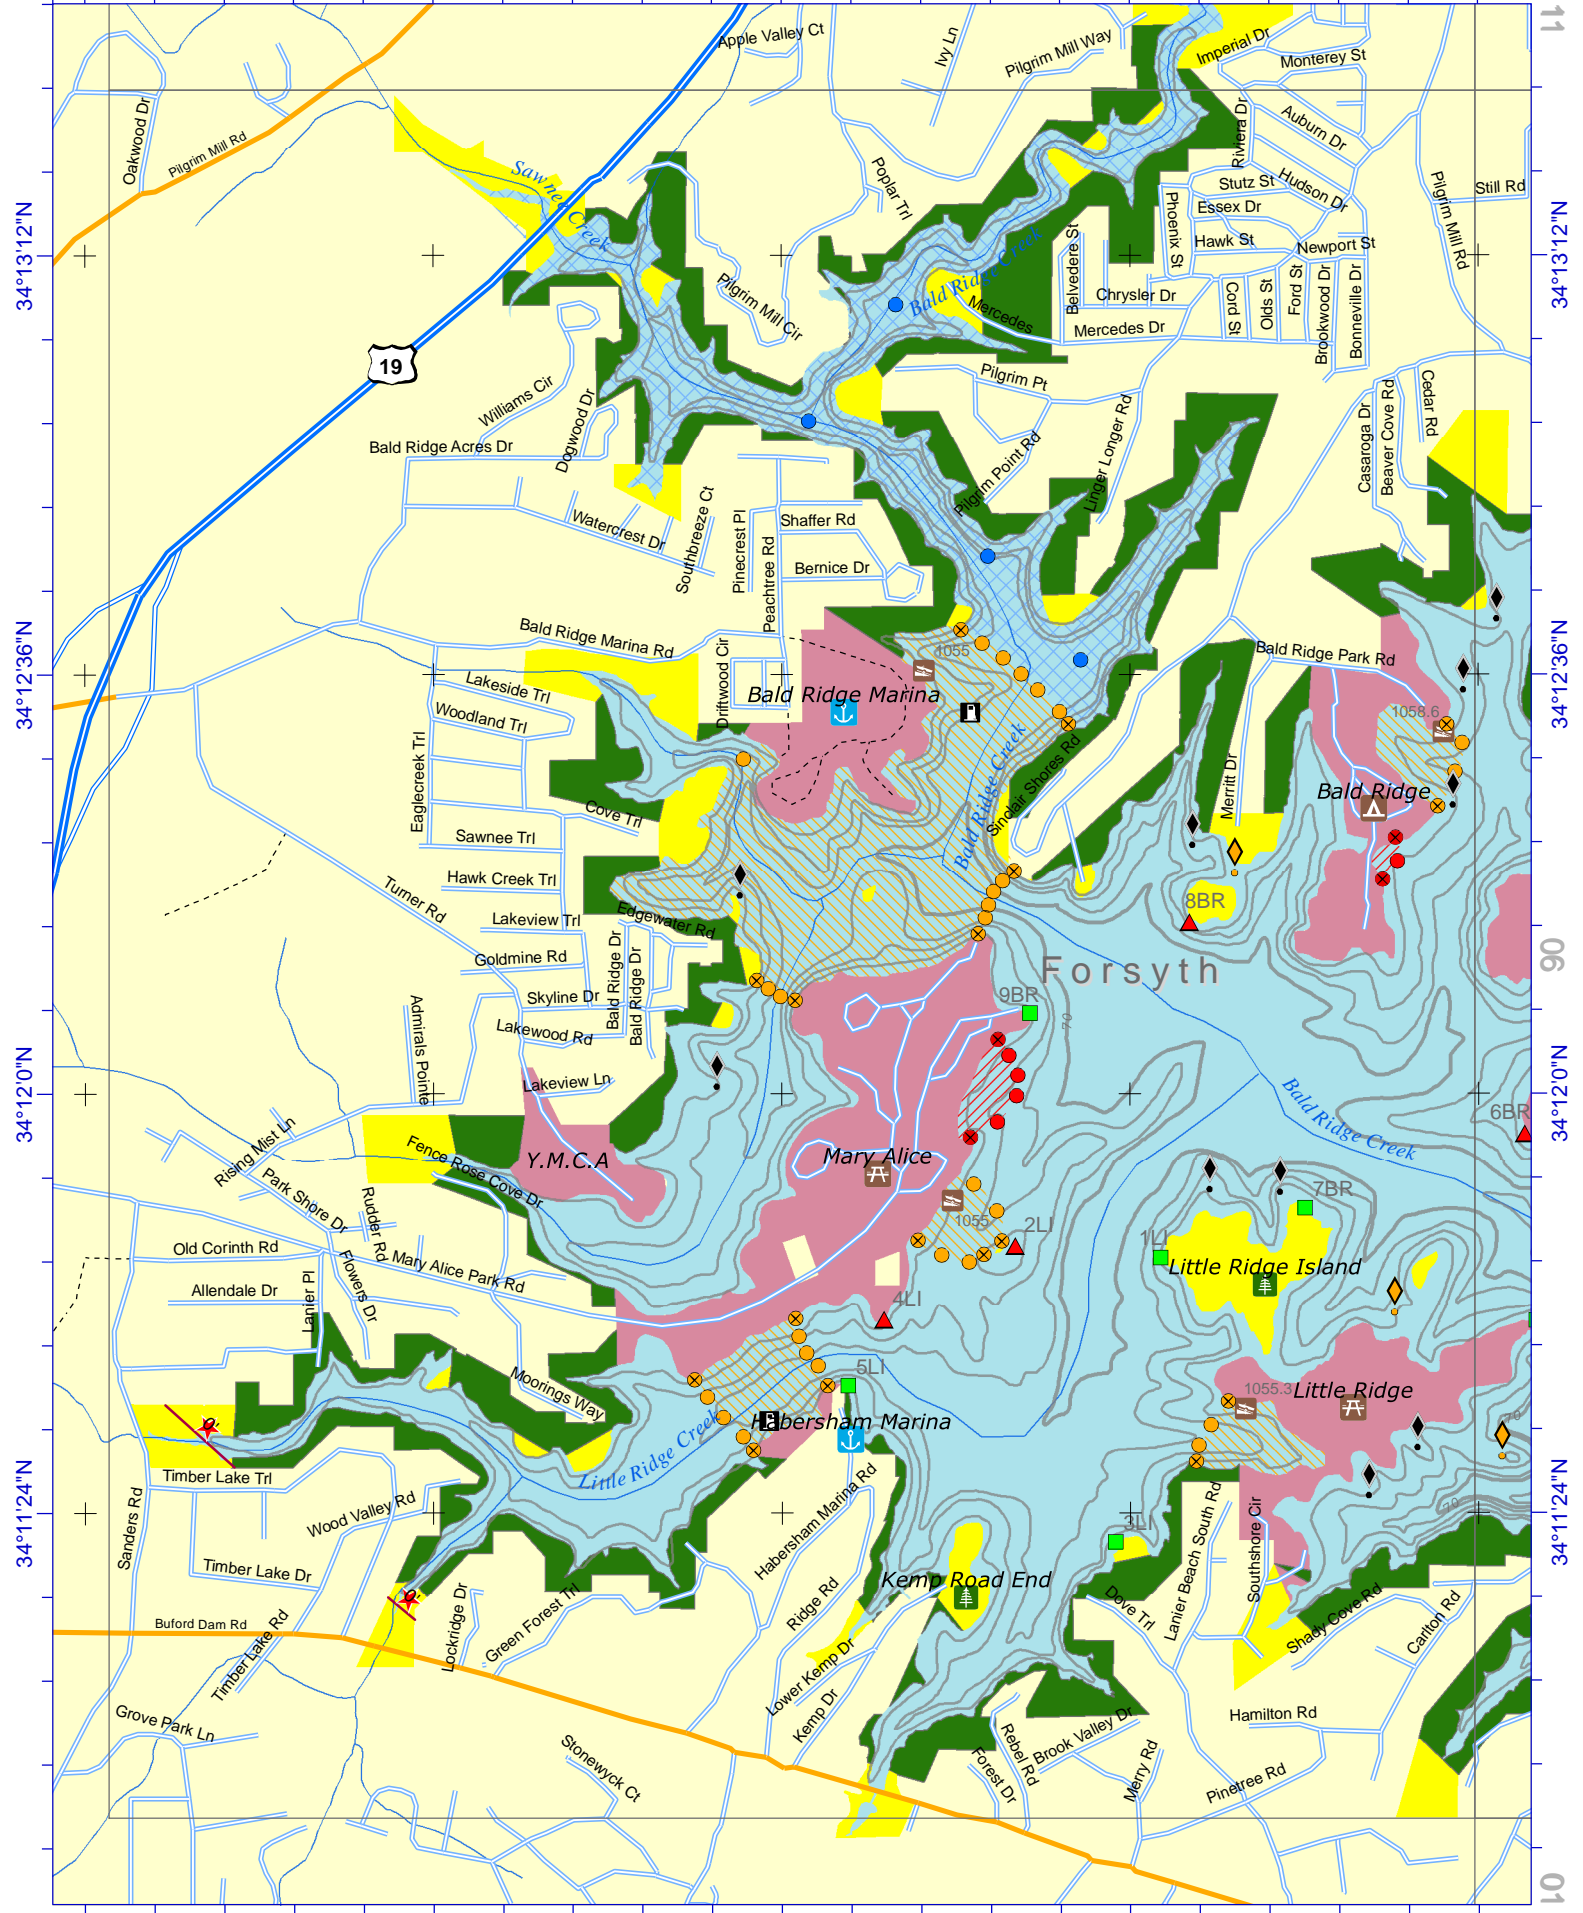 11
Apple Valley Ct
Ivy Ln
Pilgrim Mill Way
Imperial Dr
Monterey St
Oakwood Dr
Pilgrim Mill Rd
Riviera Dr
Auburn Dr
Sawnee Creek
Poplar Trl
Stutz St
Hudson Dr
Still Rd
Phoenix St
Essex Dr
Pilgrim Mill Rd
34°13'12"N
Belvedere St
Hawk St
Newport St
34°13'12"N
Bald Ridge Creek
Pilgrim Mill Cir
Mercedes
Chrysler Dr
Cord St
Olds St
Ford St
Brookwood Dr
Bonneville Dr
Mercedes Dr
19
Williams Cir
Dogwood Dr
Pilgrim Pt
Linger Longer Rd
Casaroga Dr
Beaver Cove Rd
Cedar Rd
Bald Ridge Acres Dr
Pilgrim Point Rd
Watercrest Dr
Southbreeze Ct
Pinecrest Pl
Peachtree Rd
Shaffer Rd
Bernice Dr
34°12'36"N
Bald Ridge Marina Rd
Driftwood Cir
1055
Bald Ridge Park Rd
34°12'36"N
Lakeside Trl
Bald Ridge Marina
Woodland Trl
1058.6
Eaglecreek Trl
Bald Ridge Creek
Sinclair Shores Rd
Merritt Dr
Bald Ridge
Cove Trl
Sawnee Trl
Hawk Creek Trl
Turner Rd
8BR
Lakeview Trl
Edgewater Rd
Goldmine Rd
Bald Ridge Dr
Bald Ridge Dr
Forsyth
06
Skyline Dr
9BR
Admirals Pointe
Lakewood Rd
70
Lakeview Ln
34°12'0"N
34°12'0"N
Bald Ridge Creek
6BR
Rising Mist Ln
Fence Rose Cove Dr
Y.M.C.A
Mary Alice
Park Shore Dr
Rudder Rd
7BR
1055
2LI
1LI
Old Corinth Rd
Flowers Dr
Mary Alice Park Rd
Little Ridge Island
Allendale Dr
Lanier Pl
4LI
5LI
Moorings Way
1055.3
Little Ridge
70
Habersham Marina
Little Ridge Creek
Timber Lake Trl
Sanders Rd
Wood Valley Rd
Habersham Marina Rd
Lanier Beach South Rd
Southshore Cir
70
34°11'24"N
3LI
34°11'24"N
Timber Lake Dr
Kemp Road End
Lockridge Dr
Green Forest Trl
Ridge Rd
Dove Trl
Shady Cove Rd
Carlton Rd
Buford Dam Rd
Timber Lake Rd
Lower Kemp Dr
Kemp Dr
Grove Park Ln
Hamilton Rd
Brook Valley Dr
Rebel Rd
Forest Dr
Merry Rd
Stonewyck Ct
Pinetree Rd
01